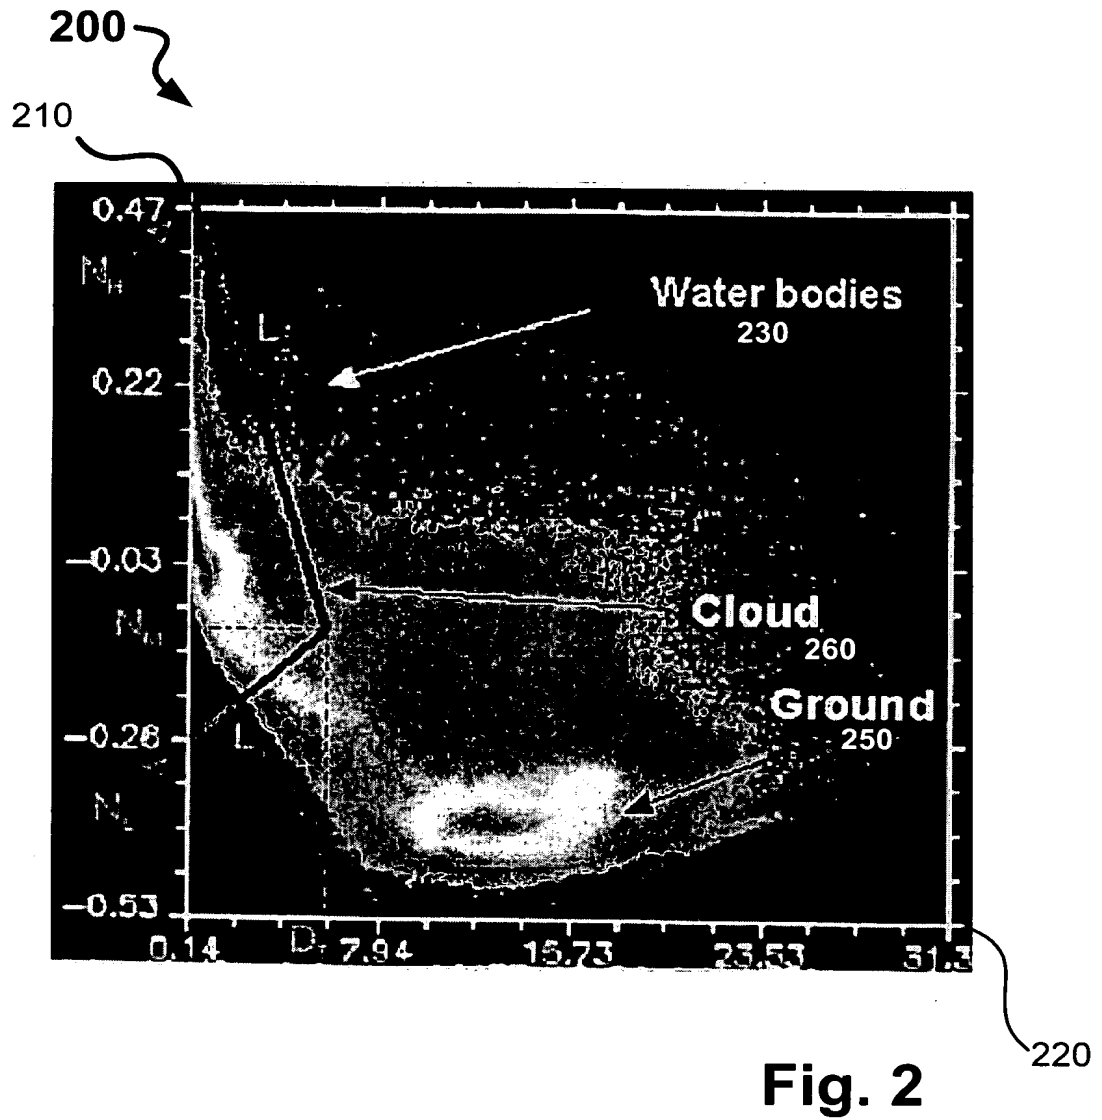 200
210
0.47
N_H
Water bodies
230
L
0.22
-0.03
N_M
Cloud
260
Ground
250
L
-0.28
N_L
-0.53
0.14 D_T 7.94 15.73 23.53 31.3
220
Fig. 2